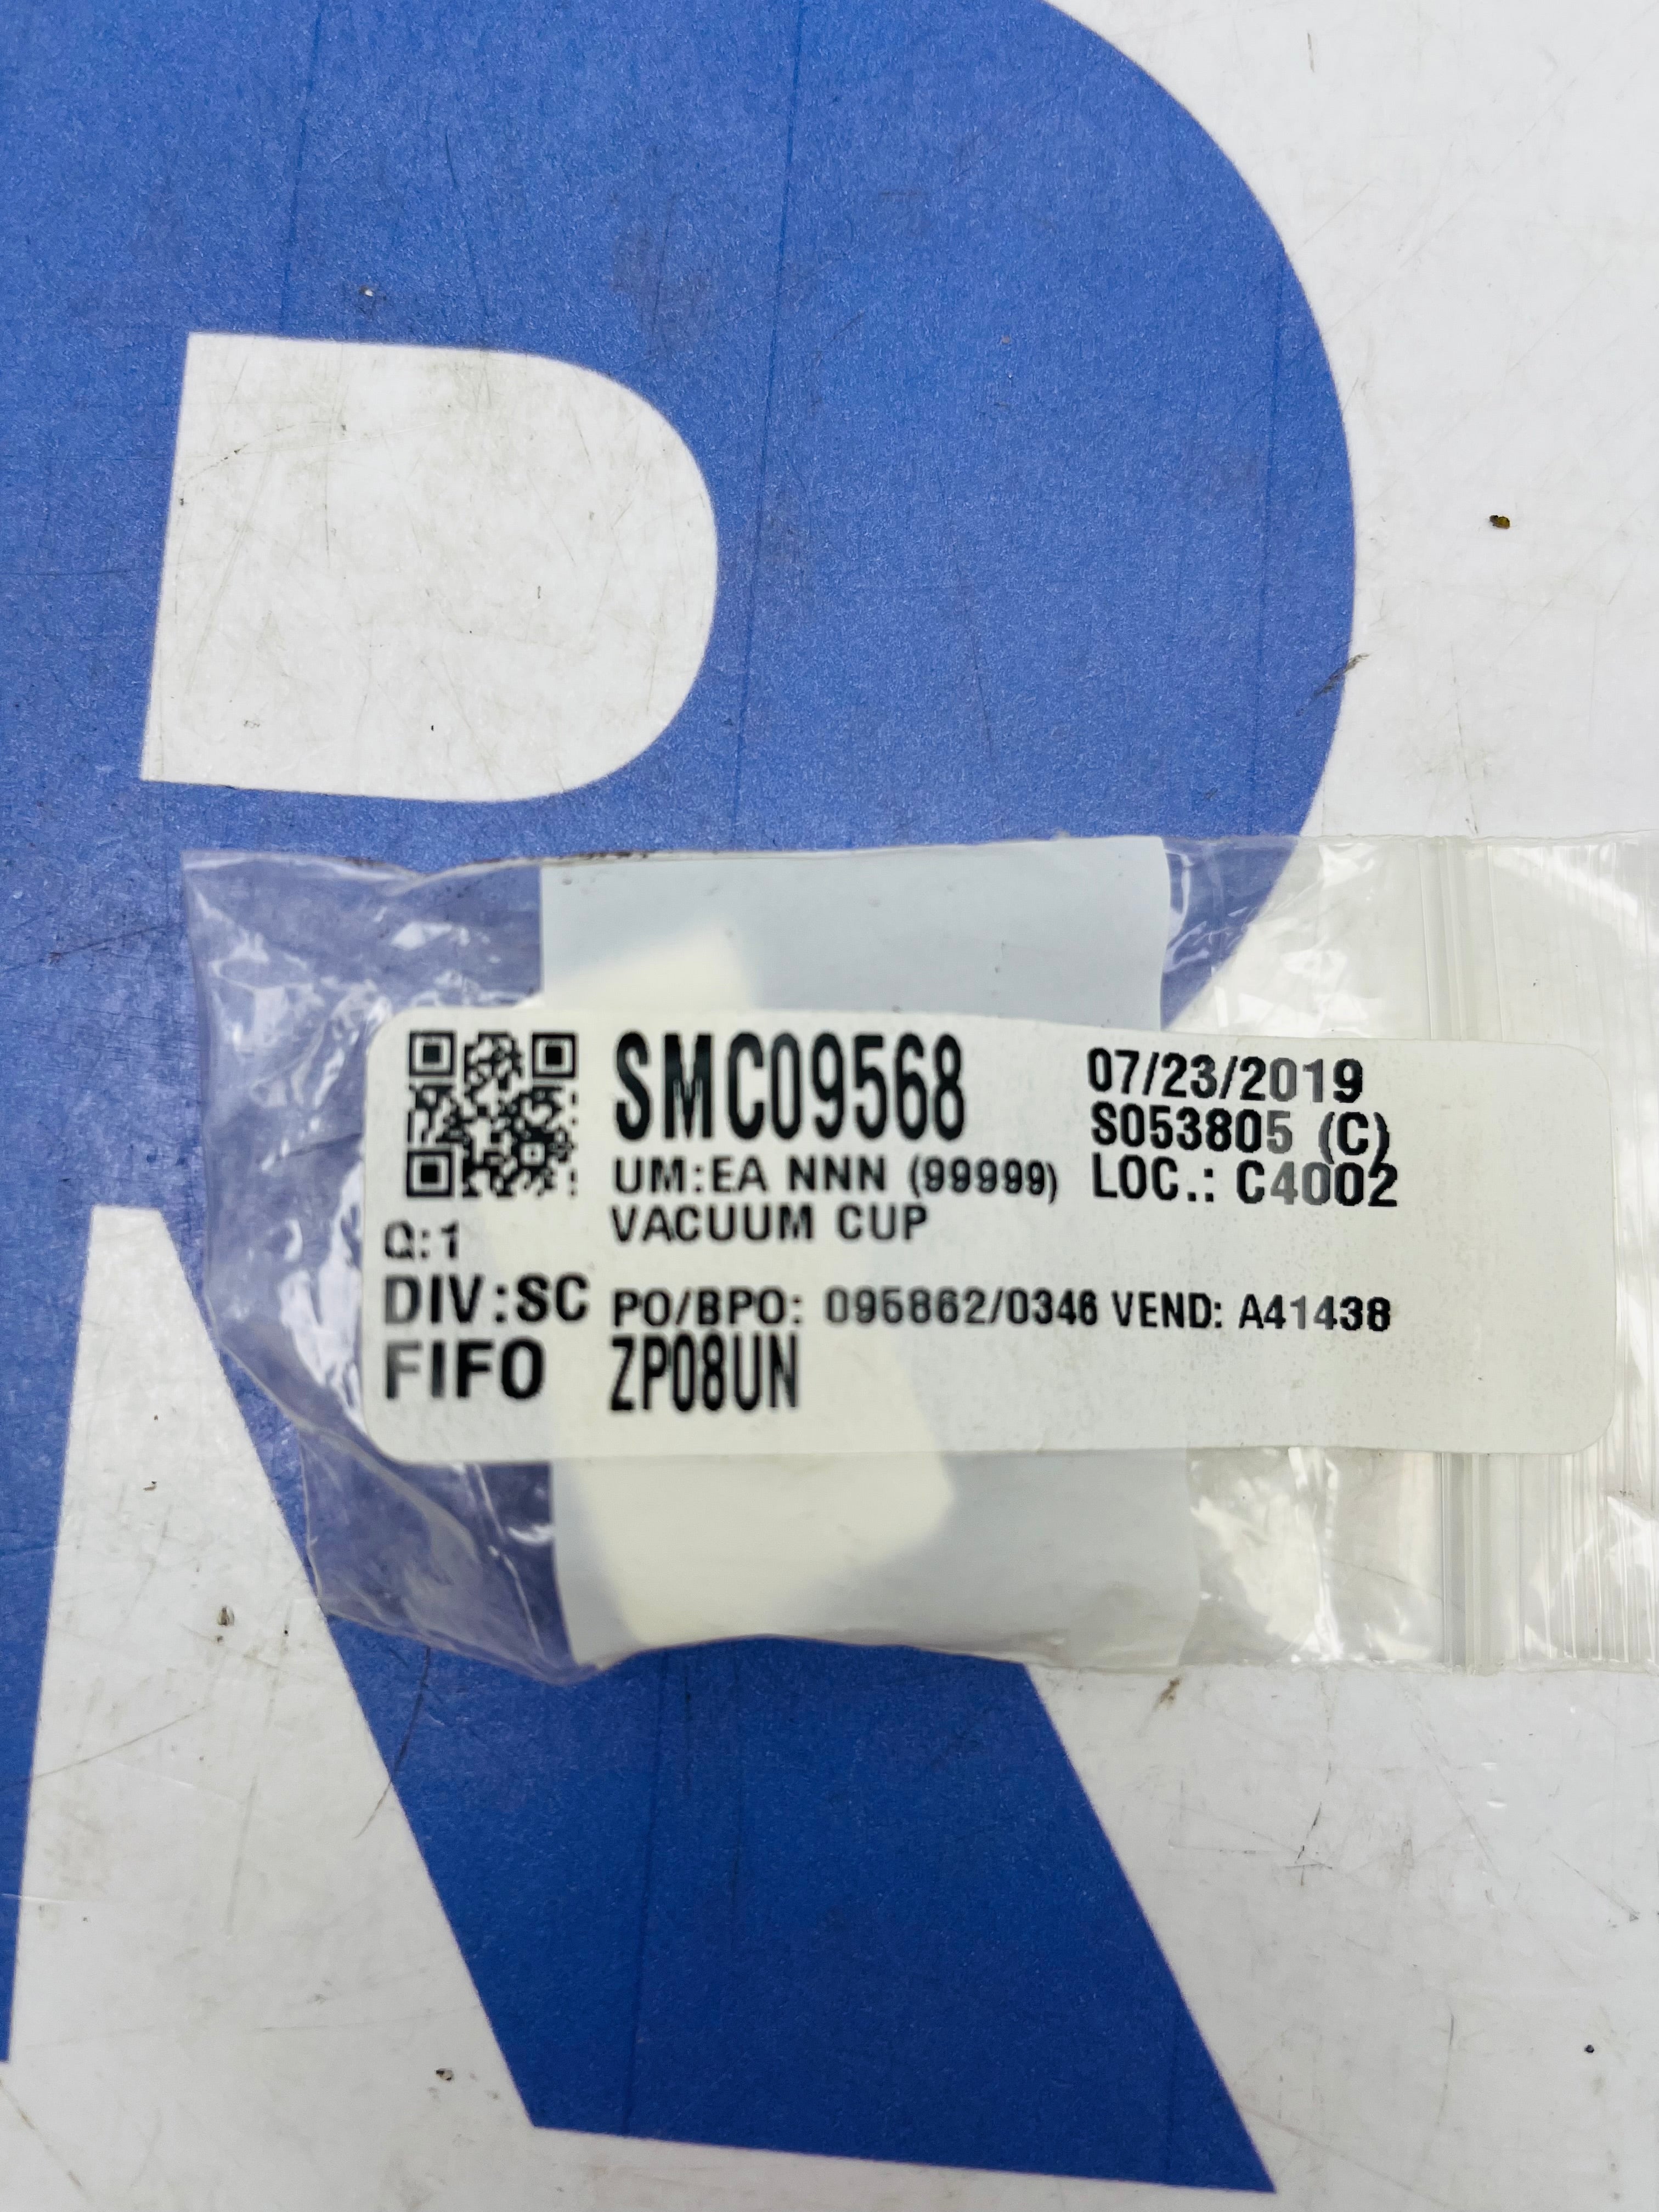 SMC09568
07/23/2019
S053805 (C)
UM:EA NNN (99999)
LOC.: C4002
VACUUM CUP
Q:1
DIV:SC
PO/BPO: 095862/0346 VEND: A41438
FIFO
ZP08UN